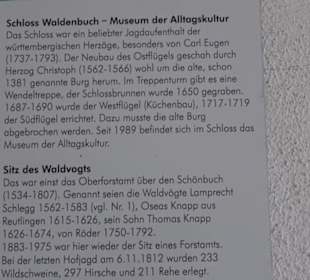 Schloss Waldenbuch – Museum der Alltagskultur
Das Schloss war ein beliebter Jagdaufenthalt der
württembergischen Herzöge, besonders von Carl Eugen
(1737-1793). Der Neubau des Ostflügels geschah durch
Herzog Christoph (1562-1566) wohl um die alte, schon
1381 genannte Burg herum. Im Treppenturm gibt es eine
Wendeltreppe, der Schlossbrunnen wurde 1650 gegraben.
1687-1690 wurde der Westflügel (Küchenbau), 1717-1719
der Südflügel errichtet. Dazu musste die alte Burg
abgebrochen werden. Seit 1989 befindet sich im Schloss das
Museum der Alltagskultur.
Sitz des Waldvogts
Das war einst das Oberforstamt über den Schönbuch
(1534-1807). Genannt seien die Waldvögte Lamprecht
Schlegg 1562-1583 (vgl. Nr. 1), Oseas Knapp aus
Reutlingen 1615-1626, sein Sohn Thomas Knapp
1626-1674, von Röder 1750-1792.
1883-1975 war hier wieder der Sitz eines Forstamts.
Bei der letzten Hofjagd am 6.11.1812 wurden 233
Wildschweine, 297 Hirsche und 211 Rehe erlegt.